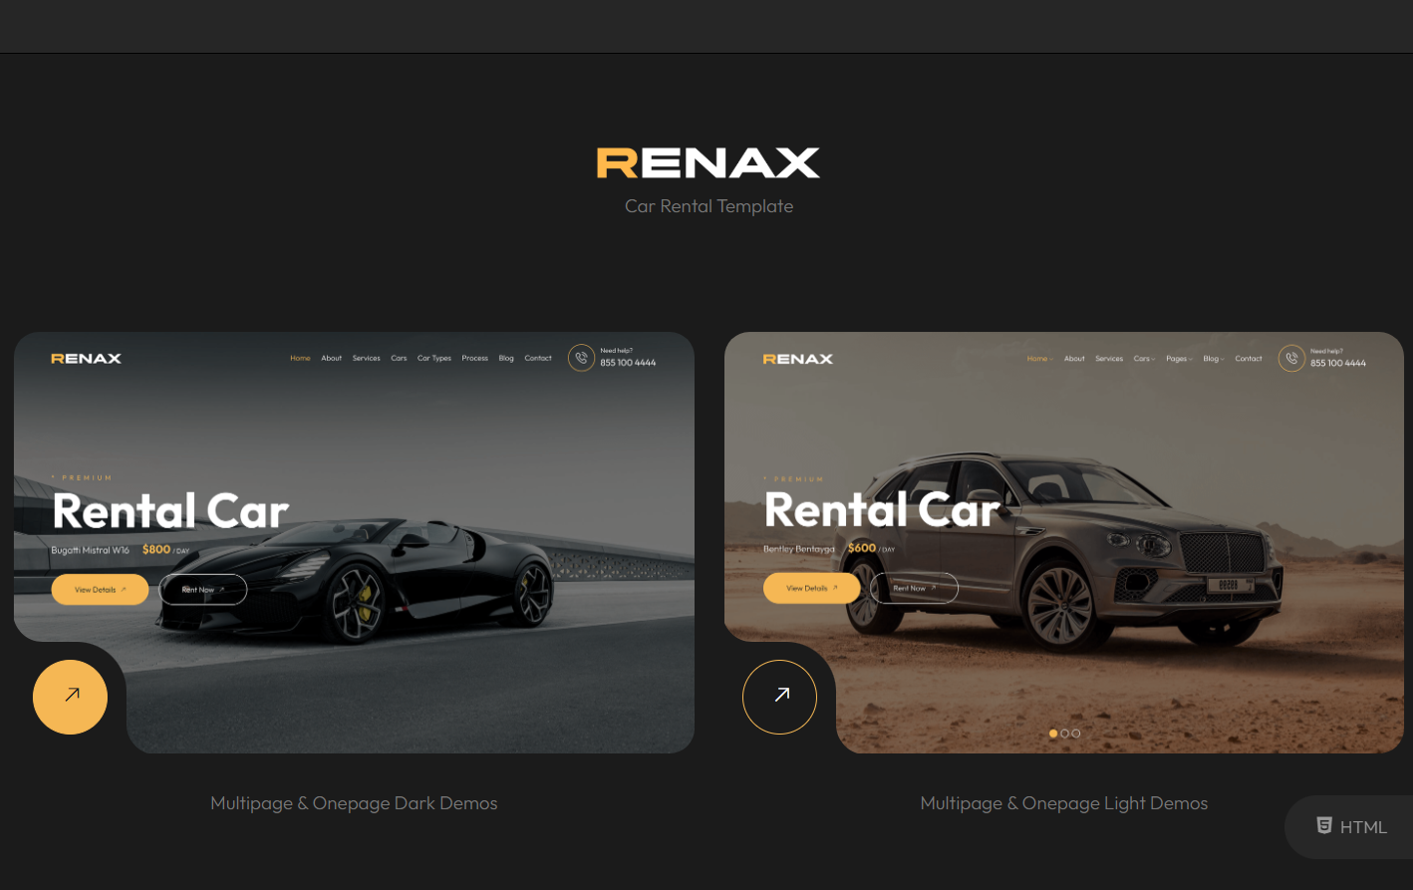 RENAX
Car Rental Template
RENAX
Home About Services Cars Car Types Process Blog Contact
Need help?
855 100 4444
* PREMIUM
Rental Car
Bugatti Mistral W16 $800 /DAY
View Details Rent Now
Multipage & Onepage Dark Demos
RENAX
Home About Services Cars Pages Blog Contact
Need help?
855 100 4444
* PREMIUM
Rental Car
Bentley Bentayga $600 /DAY
View Details Rent Now
Multipage & Onepage Light Demos
HTML